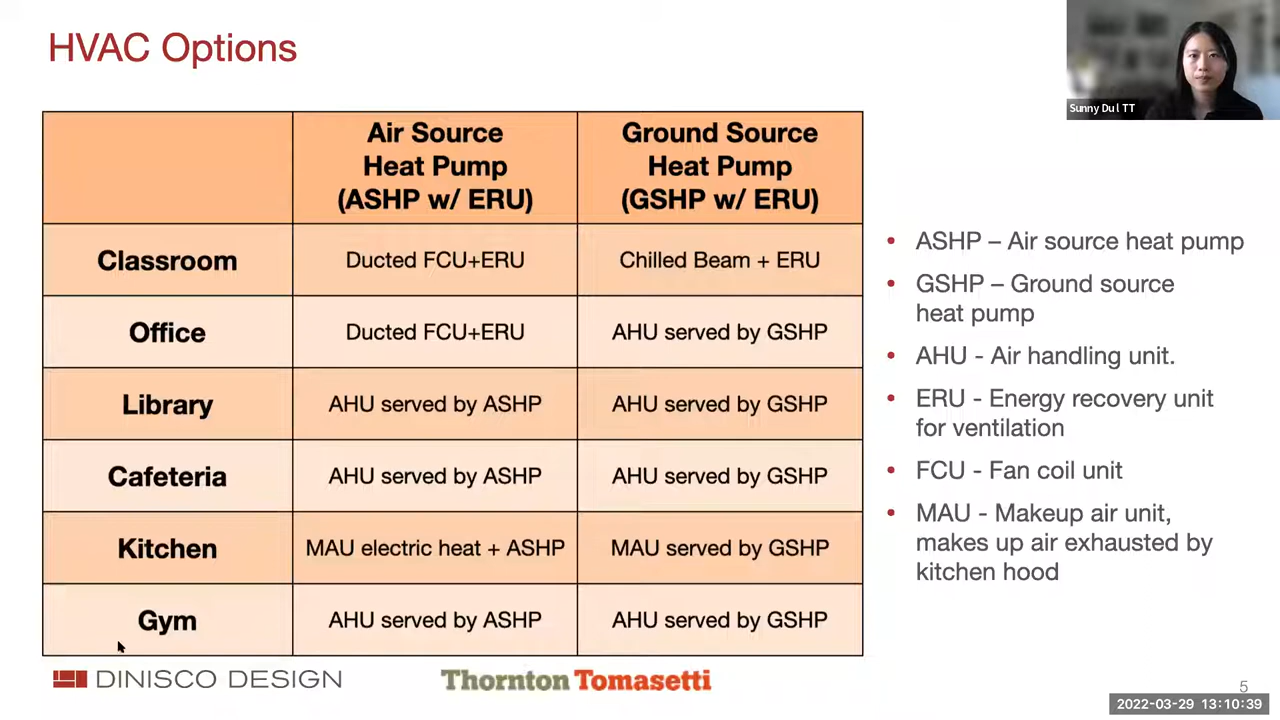 HVAC Options
Sunny Du I TT
Air Source
Heat Pump
(ASHP w/ ERU)
Ground Source
Heat Pump
(GSHP w/ ERU)
Classroom
Ducted FCU+ERU
Chilled Beam + ERU
Office
Ducted FCU+ERU
AHU served by GSHP
Library
AHU served by ASHP
AHU served by GSHP
Cafeteria
AHU served by ASHP
AHU served by GSHP
Kitchen
MAU electric heat + ASHP
MAU served by GSHP
Gym
AHU served by ASHP
AHU served by GSHP
• ASHP – Air source heat pump
• GSHP – Ground source
heat pump
• AHU - Air handling unit.
• ERU - Energy recovery unit
for ventilation
• FCU - Fan coil unit
• MAU - Makeup air unit,
makes up air exhausted by
kitchen hood
DINISCO DESIGN
Thornton Tomasetti
5
2022-03-29 13:10:39